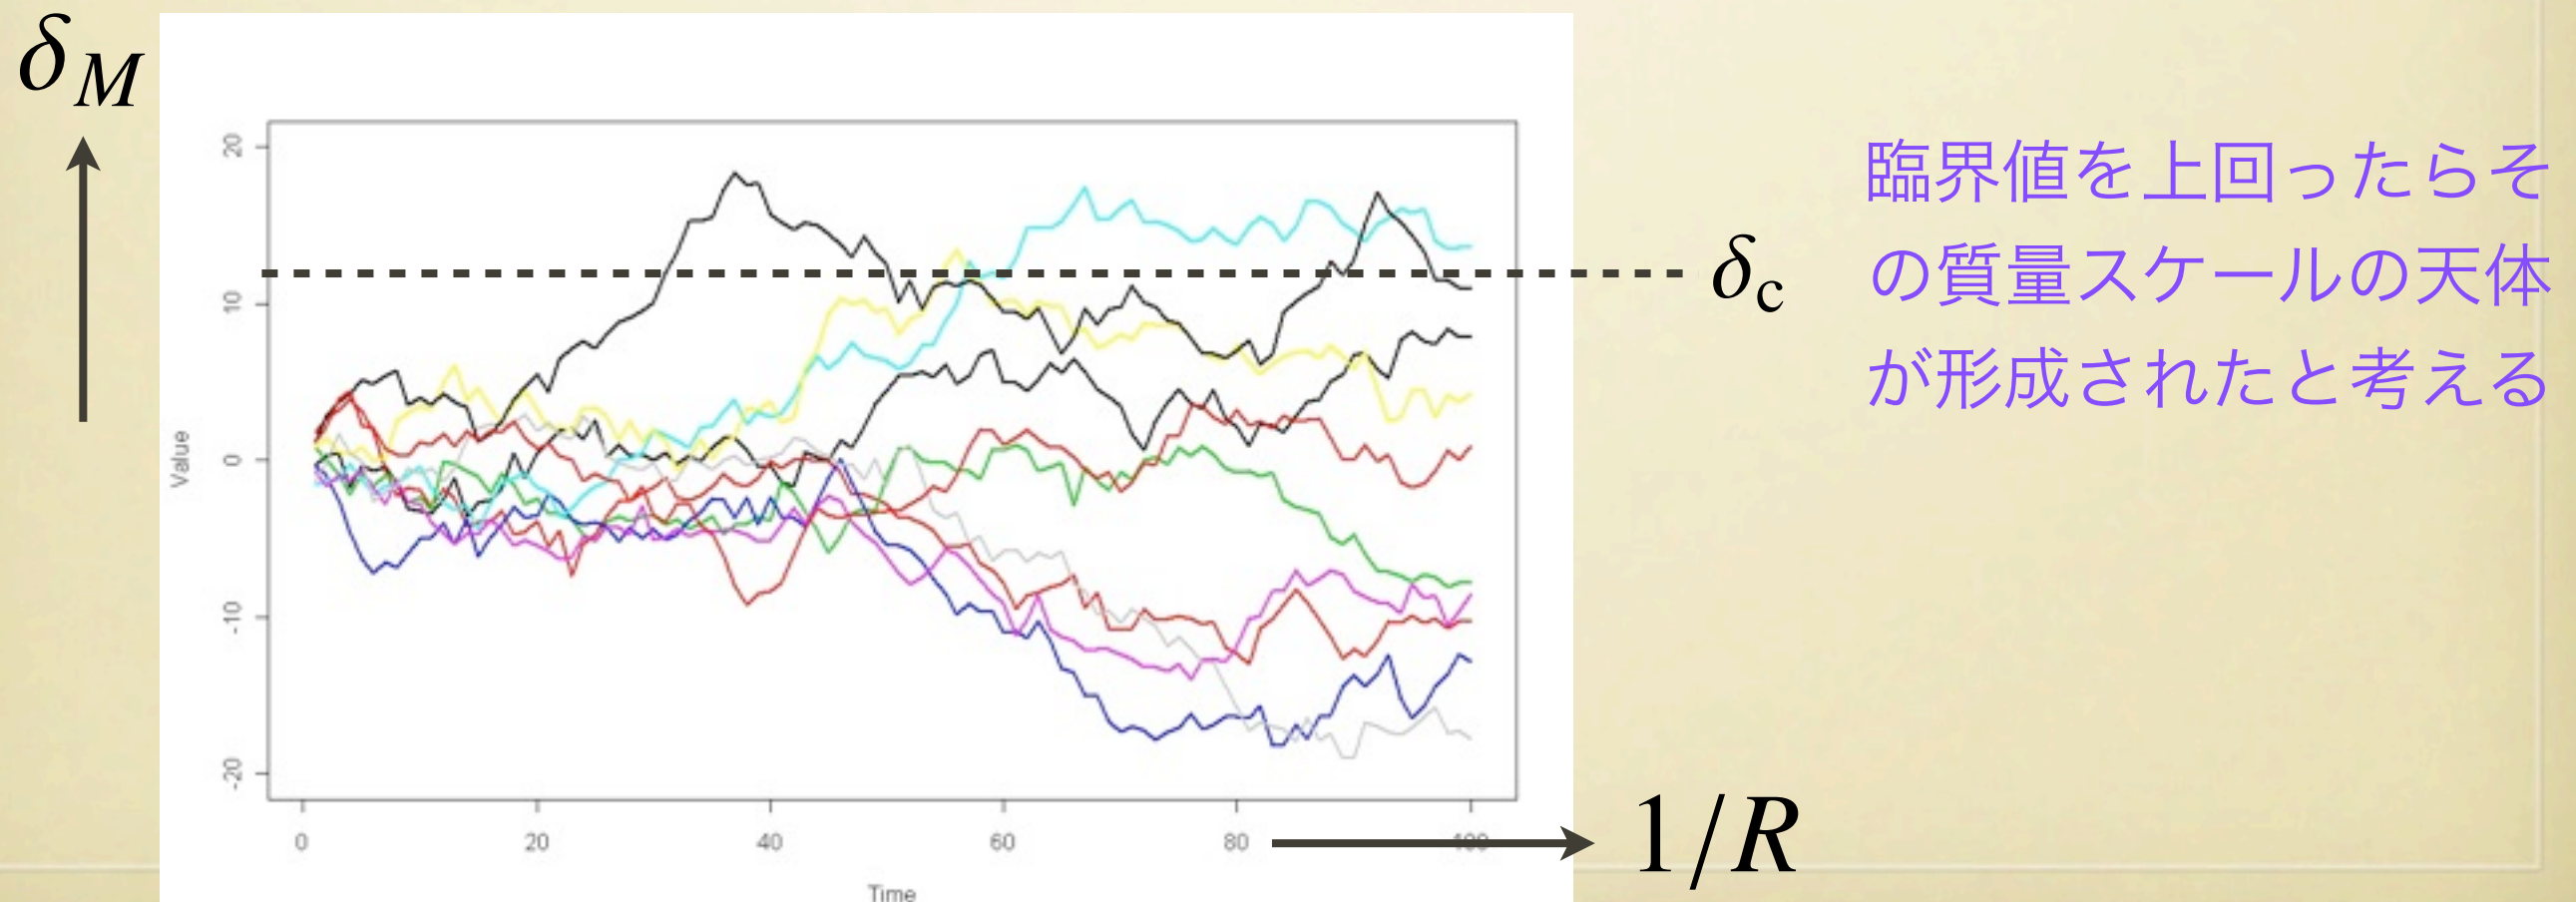 δ_M
20
10
0
-10
-20
Value
0
20
40
60
80
100
Time
δ_c
1/R
臨界値を上回ったらそ
の質量スケールの天体
が形成されたと考える